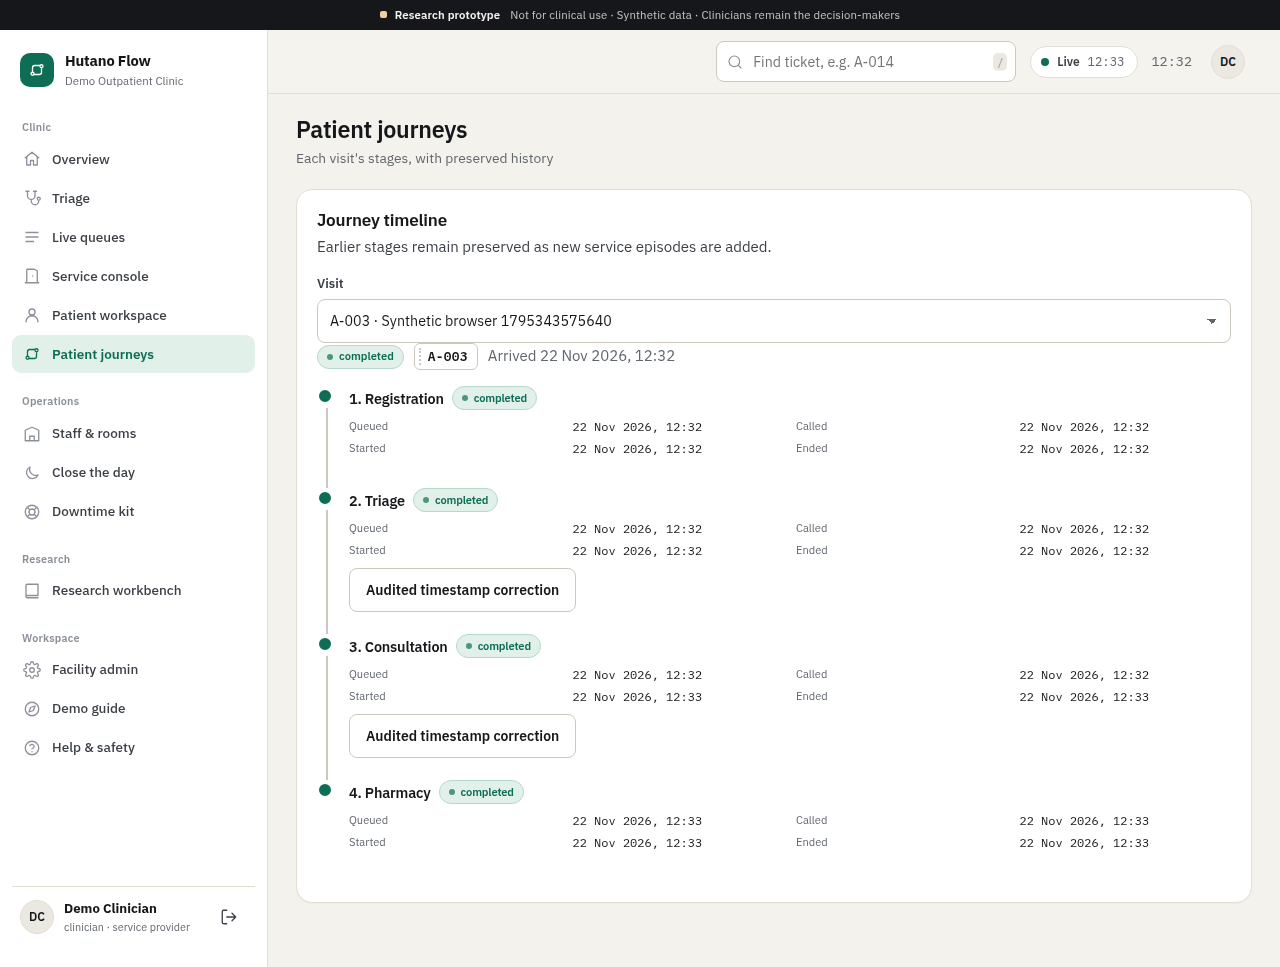 Research prototype Not for clinical use · Synthetic data · Clinicians remain the decision-makers
Hutano Flow
Demo Outpatient Clinic
Find ticket, e.g. A-014 /
Live 12:33
12:32
DC
Clinic
Overview
Triage
Live queues
Service console
Patient workspace
Patient journeys
Operations
Staff & rooms
Close the day
Downtime kit
Research
Research workbench
Workspace
Facility admin
Demo guide
Help & safety
DC
Demo Clinician
clinician · service provider
Patient journeys
Each visit's stages, with preserved history
Journey timeline
Earlier stages remain preserved as new service episodes are added.
Visit
A-003 · Synthetic browser 1795343575640
completed A-003 Arrived 22 Nov 2026, 12:32
1. Registration completed
Queued 22 Nov 2026, 12:32 Called 22 Nov 2026, 12:32
Started 22 Nov 2026, 12:32 Ended 22 Nov 2026, 12:32
2. Triage completed
Queued 22 Nov 2026, 12:32 Called 22 Nov 2026, 12:32
Started 22 Nov 2026, 12:32 Ended 22 Nov 2026, 12:32
Audited timestamp correction
3. Consultation completed
Queued 22 Nov 2026, 12:32 Called 22 Nov 2026, 12:32
Started 22 Nov 2026, 12:33 Ended 22 Nov 2026, 12:33
Audited timestamp correction
4. Pharmacy completed
Queued 22 Nov 2026, 12:33 Called 22 Nov 2026, 12:33
Started 22 Nov 2026, 12:33 Ended 22 Nov 2026, 12:33